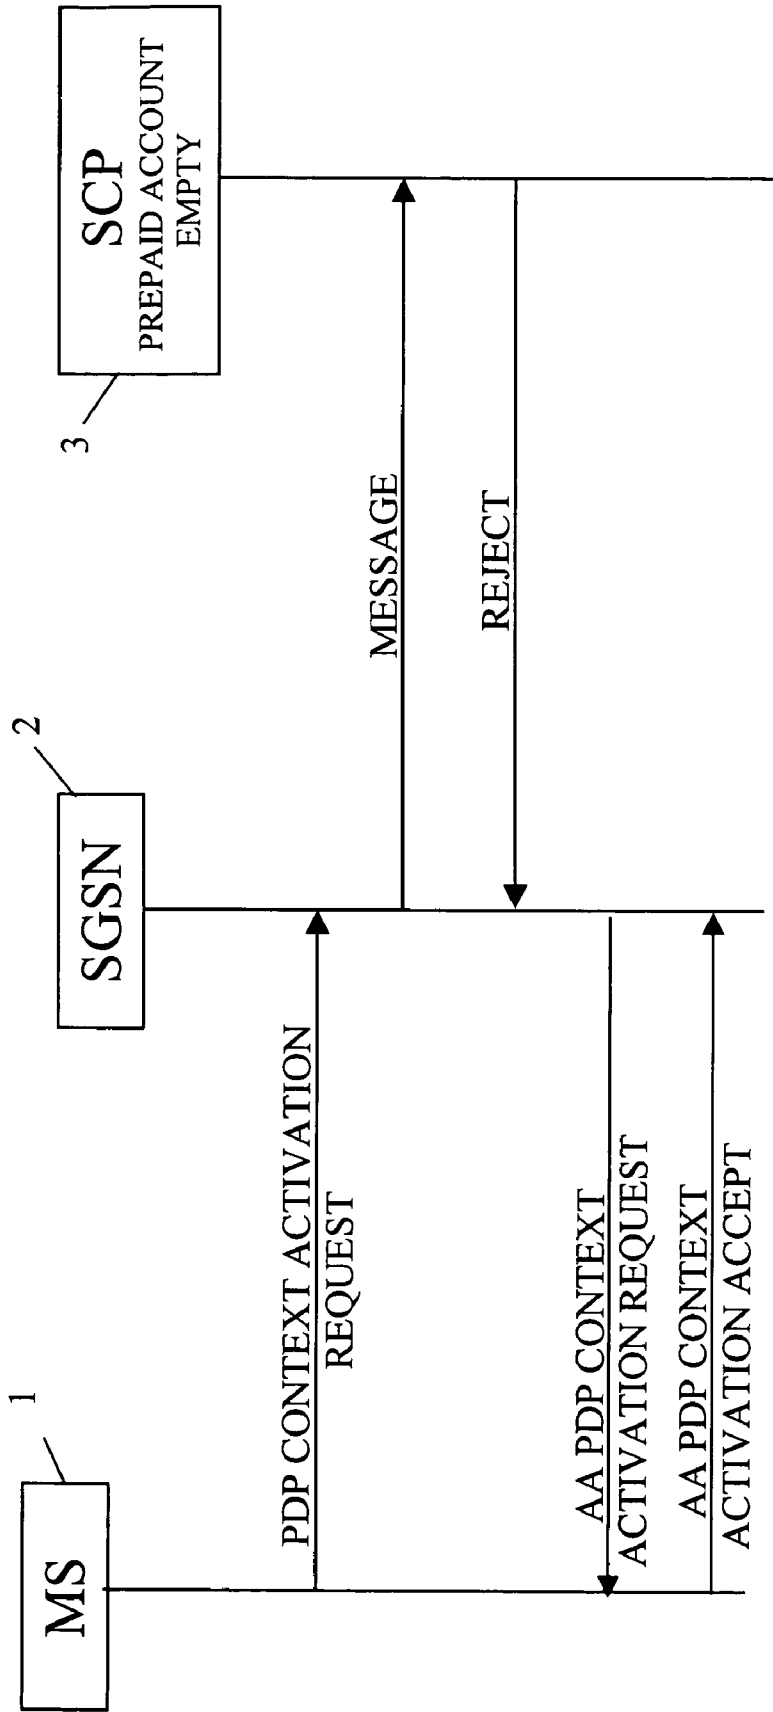 1
MS
2
SGSN
3
SCP
PREPAID ACCOUNT
EMPTY
PDP CONTEXT ACTIVATION
REQUEST
MESSAGE
REJECT
AA PDP CONTEXT
ACTIVATION REQUEST
AA PDP CONTEXT
ACTIVATION ACCEPT